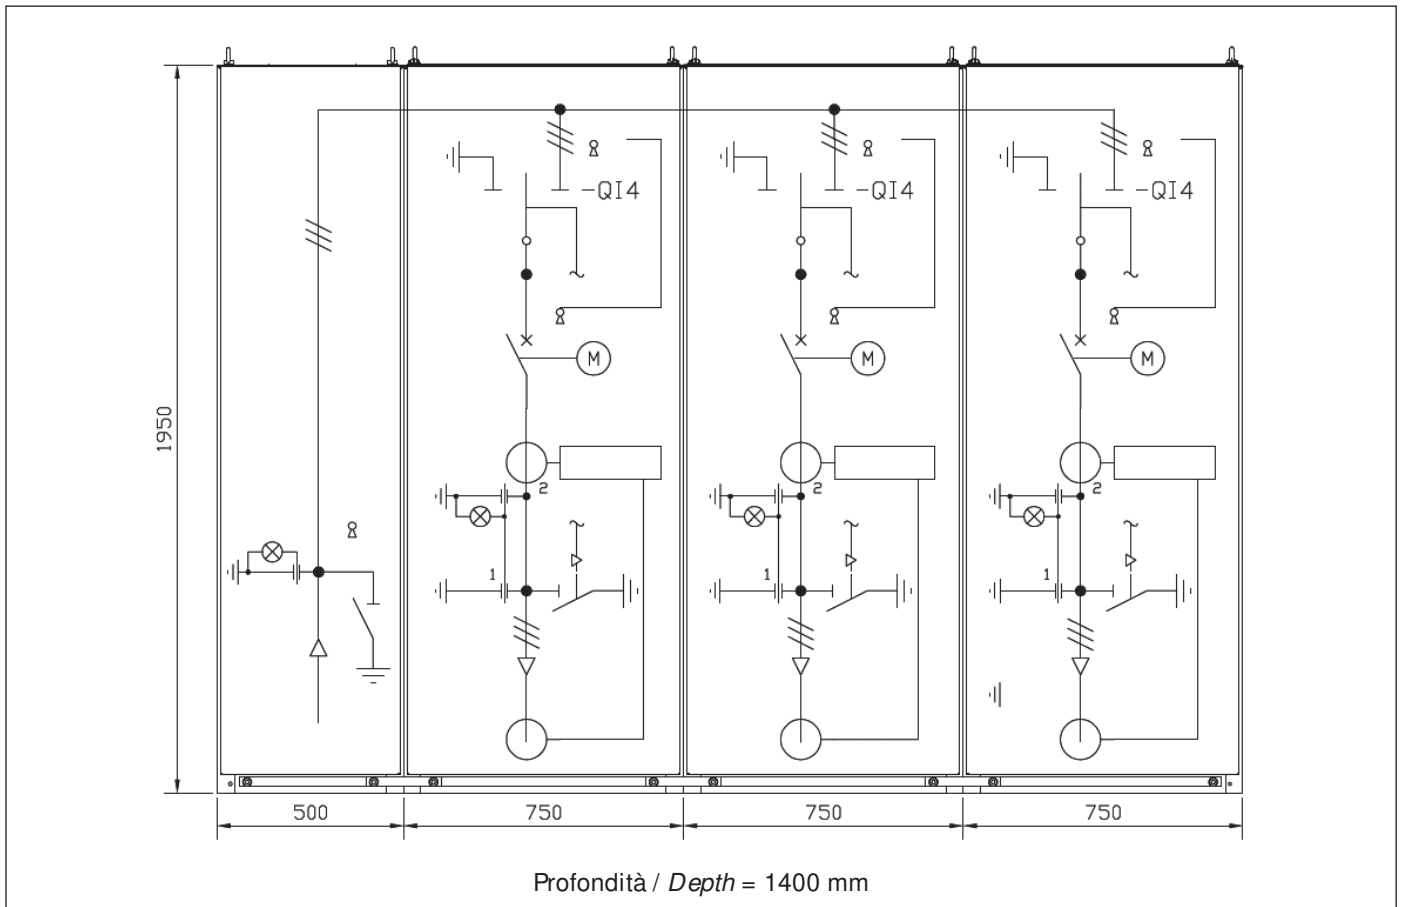 -QI4 -QI4 -QI4
M M M
1950
2 2 2
1 1 1
500 750 750 750
Profondità / Depth = 1400 mm